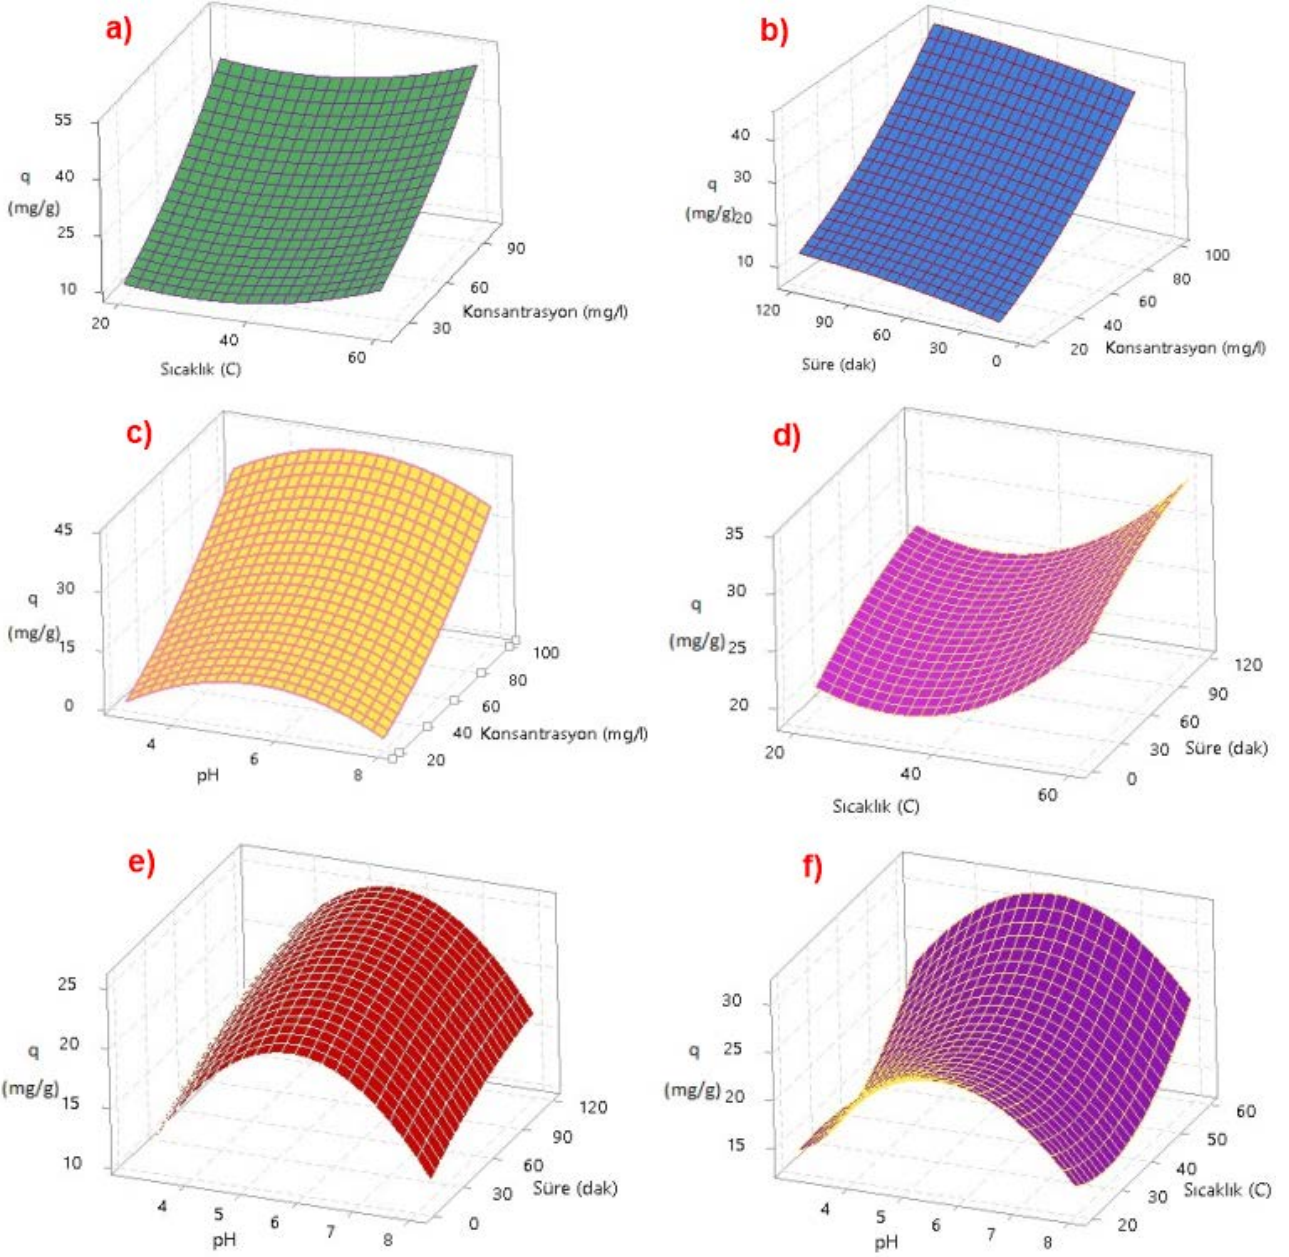 a)
55
q 40
(mg/g)
25
10
20
40
60
30
60
90
Sıcaklık (C)
Konsantrasyon (mg/l)
b)
40
q 30
(mg/g) 20
10
120
90
60
30
0
20
40
60
80
100
Süre (dak)
Konsantrasyon (mg/l)
c)
45
q 30
(mg/g)
15
0
4
6
8
20
40
60
80
100
pH
Konsantrasyon (mg/l)
d)
35
q 30
(mg/g) 25
20
20
40
60
0
30
60
90
120
Sıcaklık (C)
Süre (dak)
e)
25
q 20
(mg/g)
15
10
4
5
6
7
8
0
30
60
90
120
pH
Süre (dak)
f)
30
q 25
(mg/g) 20
15
4
5
6
7
8
20
30
40
50
60
pH
Sıcaklık (C)